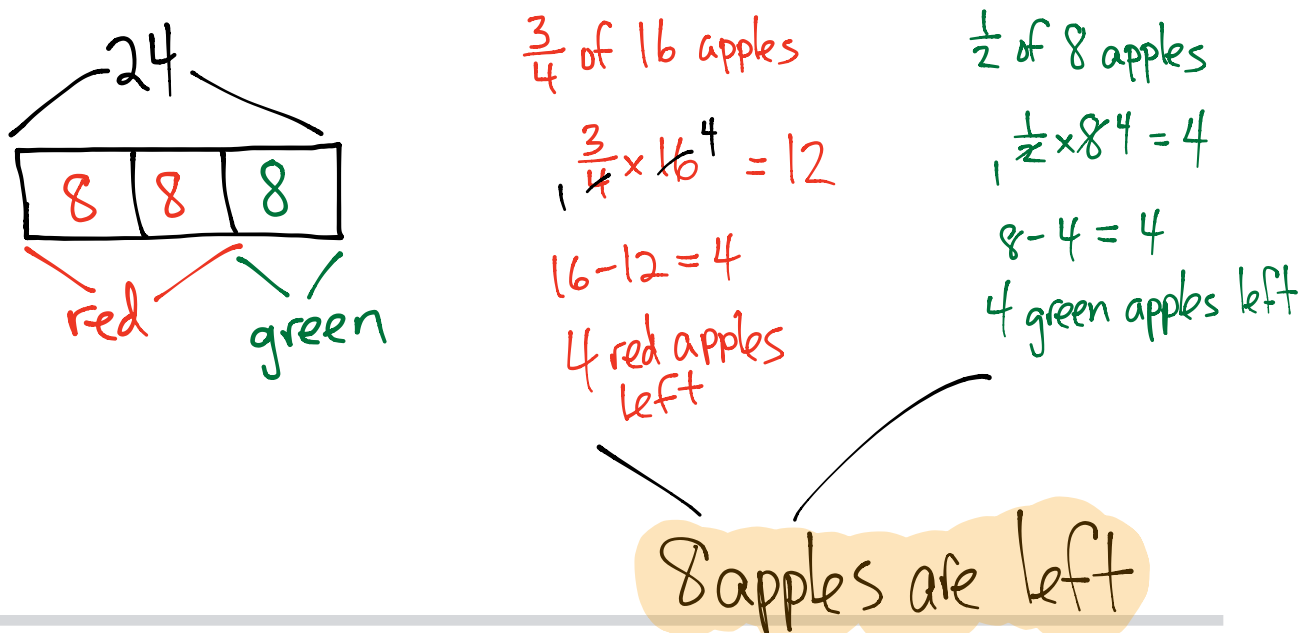 24
8 8 8
red
green
3/4 of 16 apples
1 3/4 × 16 4 = 12
16 - 12 = 4
4 red apples
left
1/2 of 8 apples
1 1/2 × 8 4 = 4
8 - 4 = 4
4 green apples left
8 apples are left